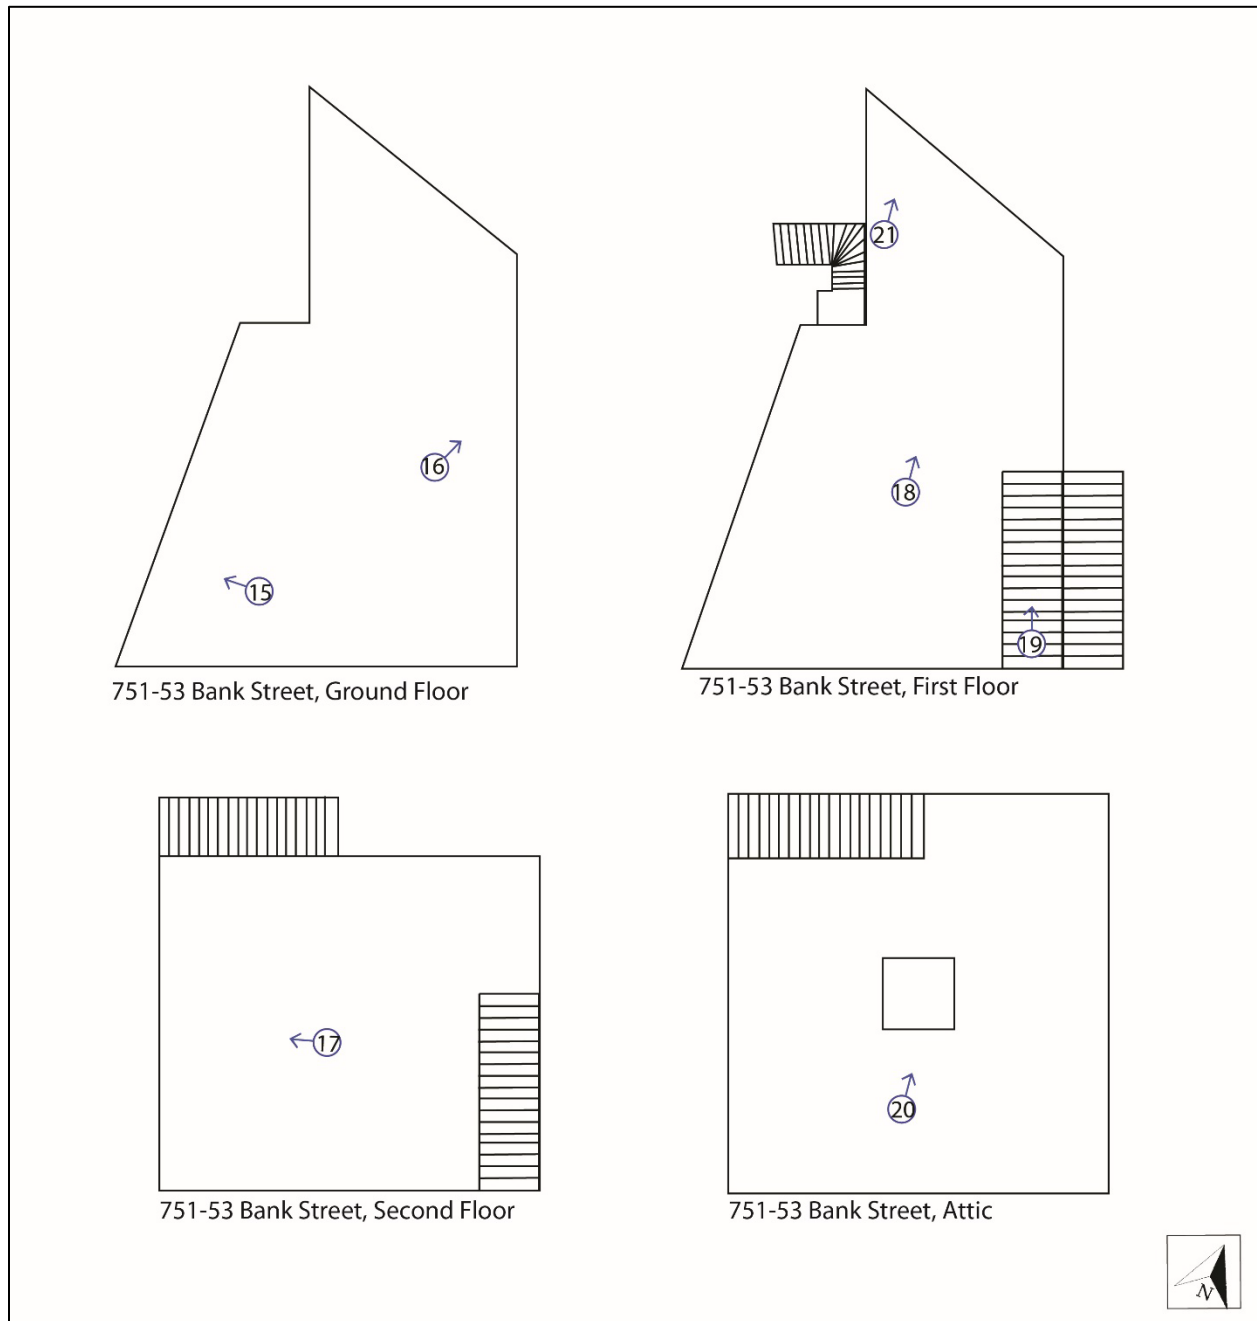 21
16
18
15
19
751-53 Bank Street, Ground Floor
751-53 Bank Street, First Floor
17
20
751-53 Bank Street, Second Floor
751-53 Bank Street, Attic
N